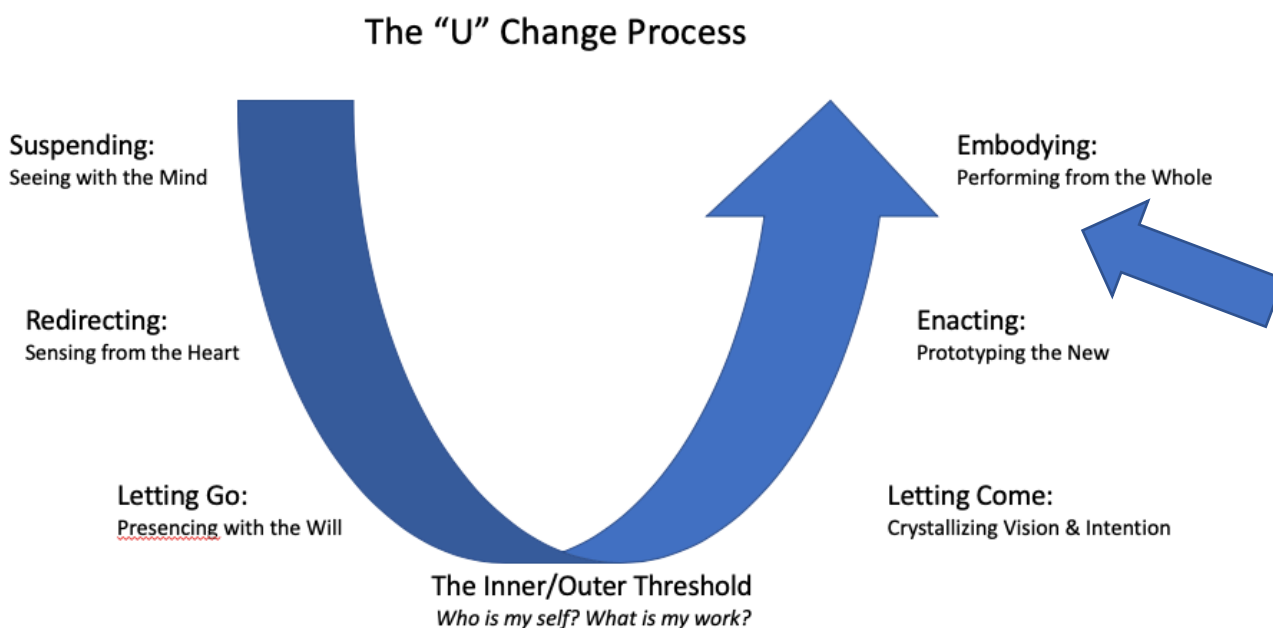 The “U” Change Process
Suspending:
Seeing with the Mind
Redirecting:
Sensing from the Heart
Letting Go:
Presencing with the Will
The Inner/Outer Threshold
Who is my self? What is my work?
Letting Come:
Crystallizing Vision & Intention
Enacting:
Prototyping the New
Embodying:
Performing from the Whole